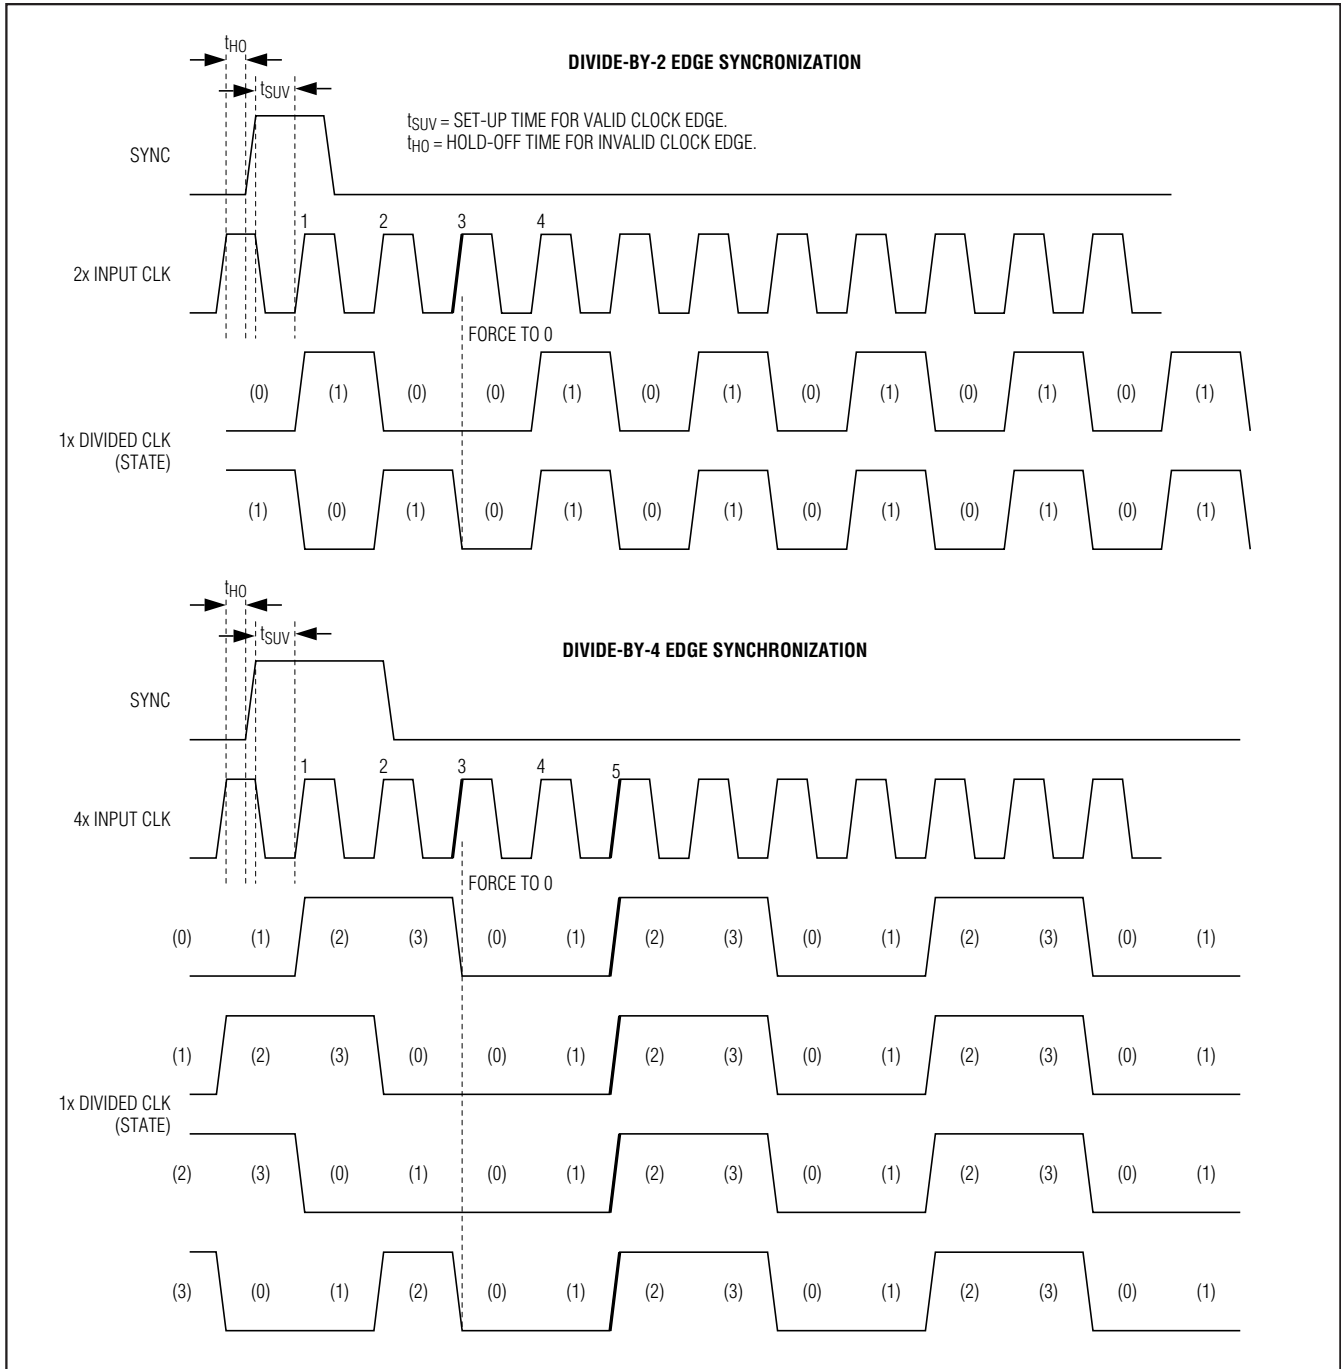 tHO
DIVIDE-BY-2 EDGE SYNCRONIZATION
tSUV
tSUV = SET-UP TIME FOR VALID CLOCK EDGE.
tHO = HOLD-OFF TIME FOR INVALID CLOCK EDGE.
SYNC
1 2 3 4
2x INPUT CLK
FORCE TO 0
(0) (1) (0) (0) (1) (0) (1) (0) (1) (0) (1) (0) (1)
1x DIVIDED CLK
(STATE)
(1) (0) (1) (0) (1) (0) (1) (0) (1) (0) (1) (0) (1)
tHO
tSUV
DIVIDE-BY-4 EDGE SYNCHRONIZATION
SYNC
1 2 3 4 5
4x INPUT CLK
FORCE TO 0
(0) (1) (2) (3) (0) (1) (2) (3) (0) (1) (2) (3) (0) (1)
(1) (2) (3) (0) (0) (1) (2) (3) (0) (1) (2) (3) (0) (1)
1x DIVIDED CLK
(STATE)
(2) (3) (0) (1) (0) (1) (2) (3) (0) (1) (2) (3) (0) (1)
(3) (0) (1) (2) (0) (1) (2) (3) (0) (1) (2) (3) (0) (1)